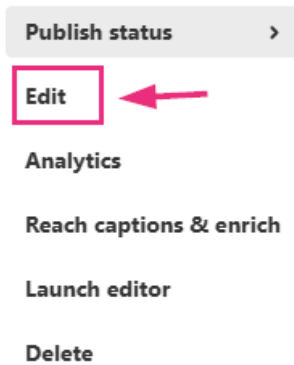 Publish status
Edit
Analytics
Reach captions & enrich
Launch editor
Delete